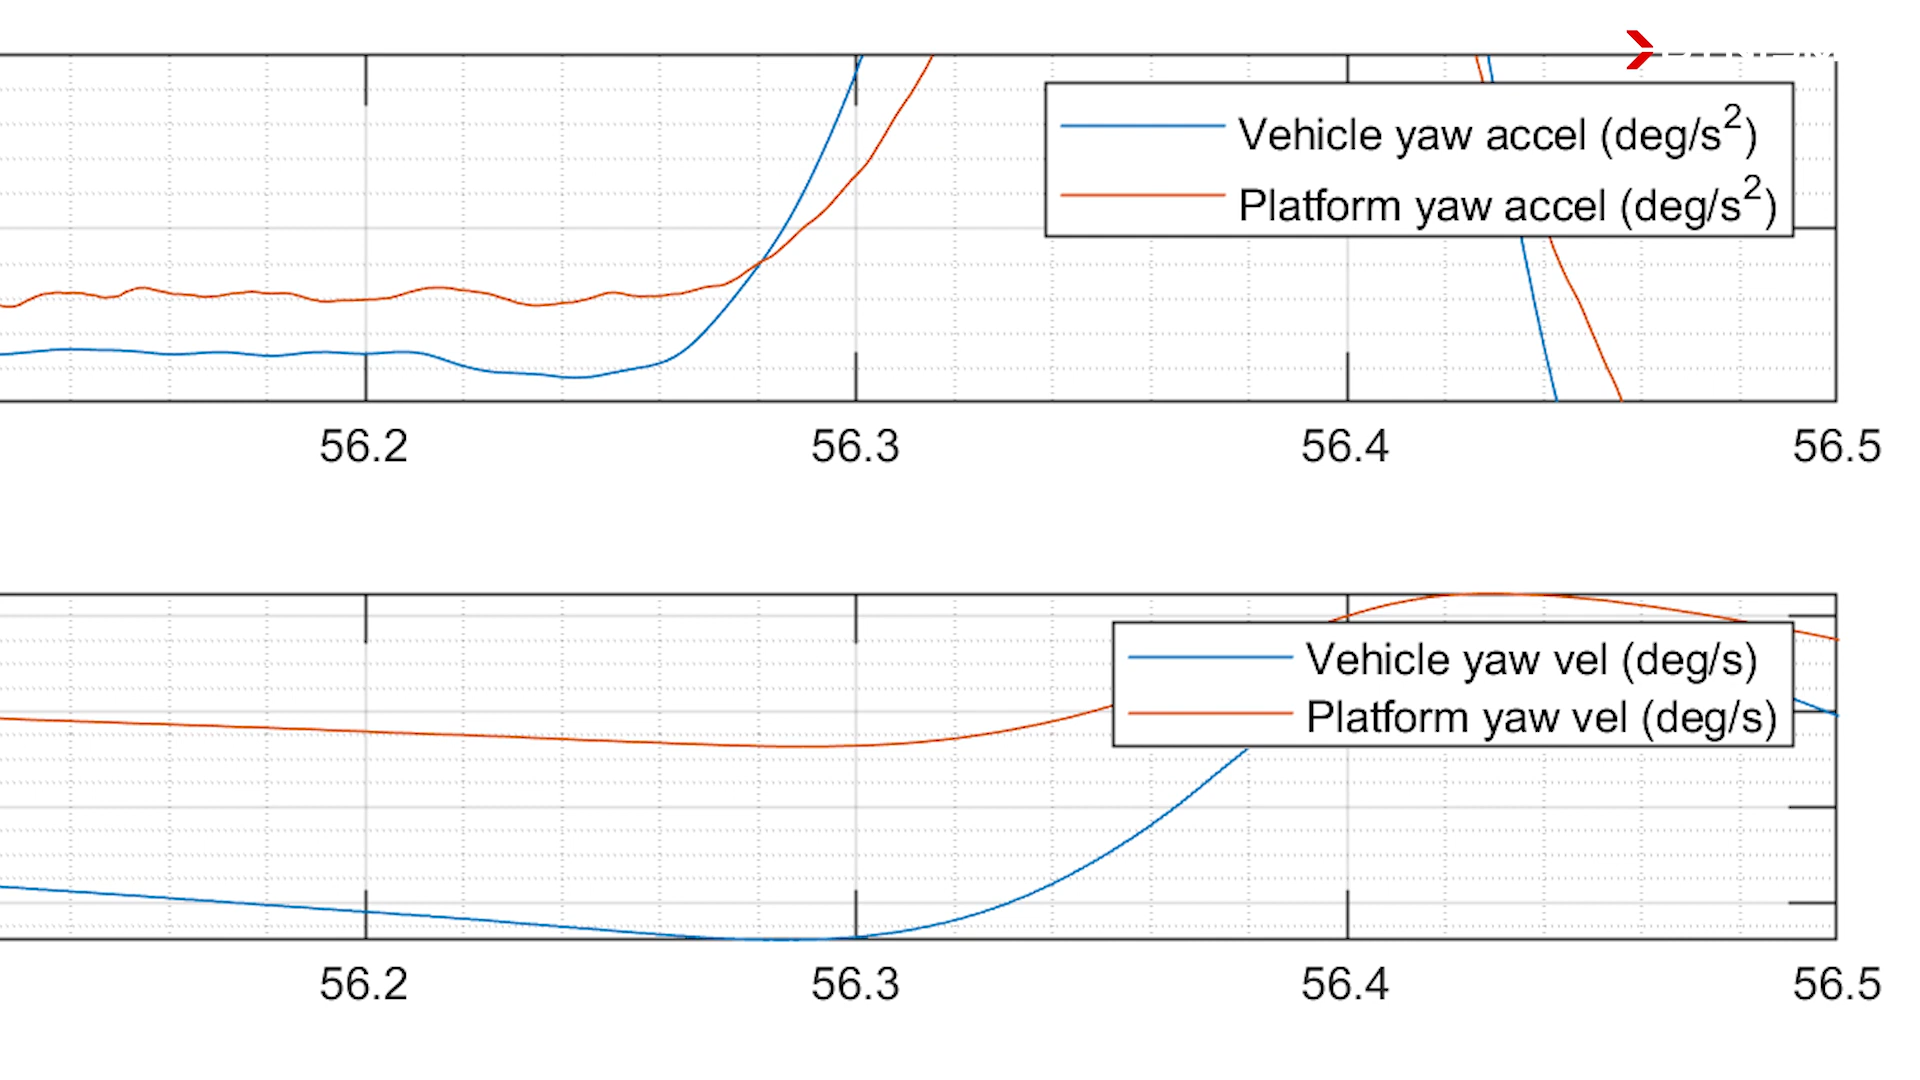 Vehicle yaw accel (deg/s²)
Platform yaw accel (deg/s²)
56.2 56.3 56.4 56.5
Vehicle yaw vel (deg/s)
Platform yaw vel (deg/s)
56.2 56.3 56.4 56.5